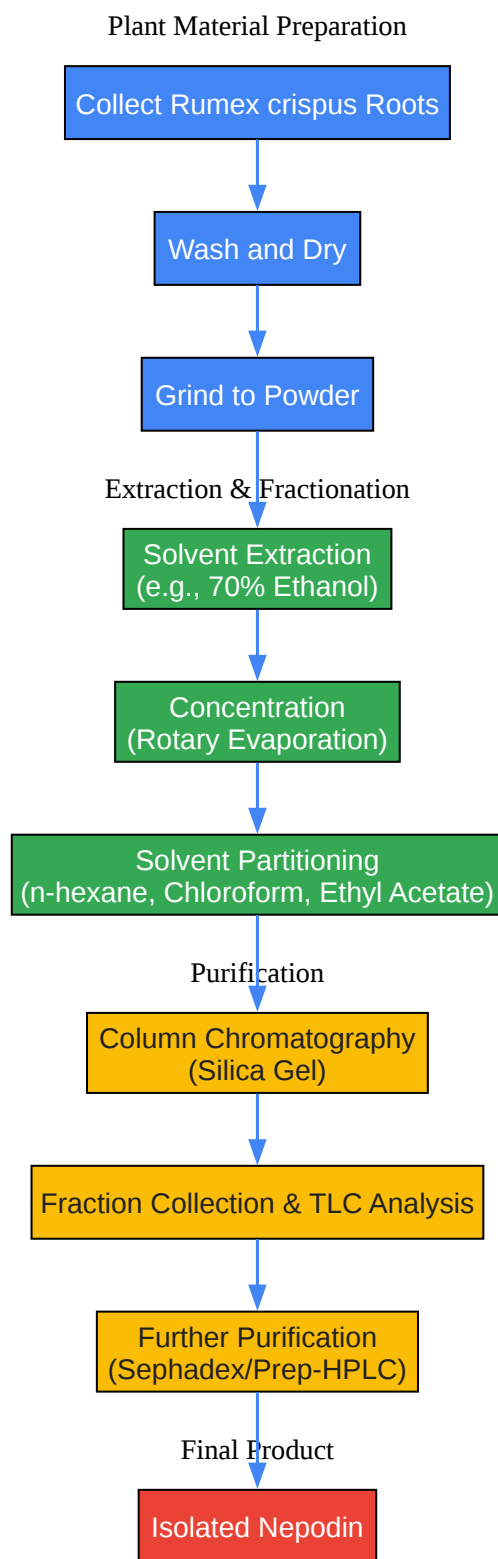 Plant Material Preparation
Collect Rumex crispus Roots
Wash and Dry
Grind to Powder
Extraction & Fractionation
Solvent Extraction
(e.g., 70% Ethanol)
Concentration
(Rotary Evaporation)
Solvent Partitioning
(n-hexane, Chloroform, Ethyl Acetate)
Purification
Column Chromatography
(Silica Gel)
Fraction Collection & TLC Analysis
Further Purification
(Sephadex/Prep-HPLC)
Final Product
Isolated Nepodin